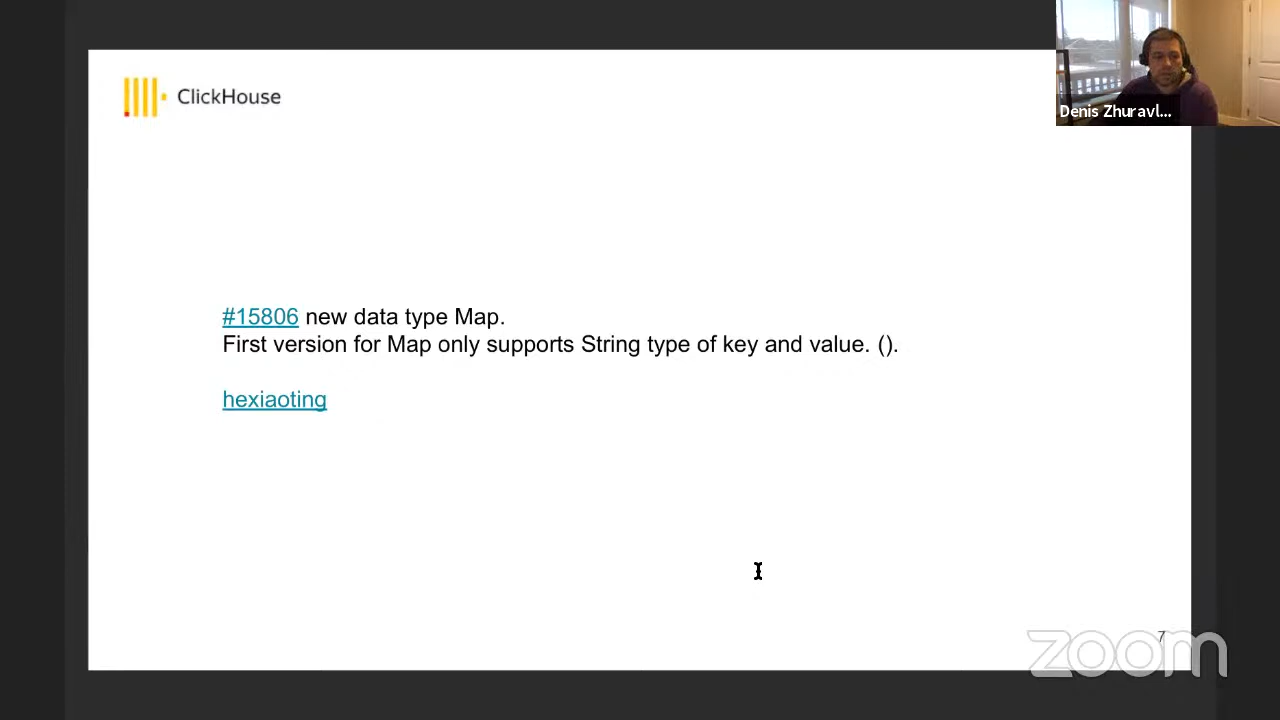 ClickHouse
Denis Zhuravl...
#15806 new data type Map.
First version for Map only supports String type of key and value. ().
hexiaoting
7
zoom